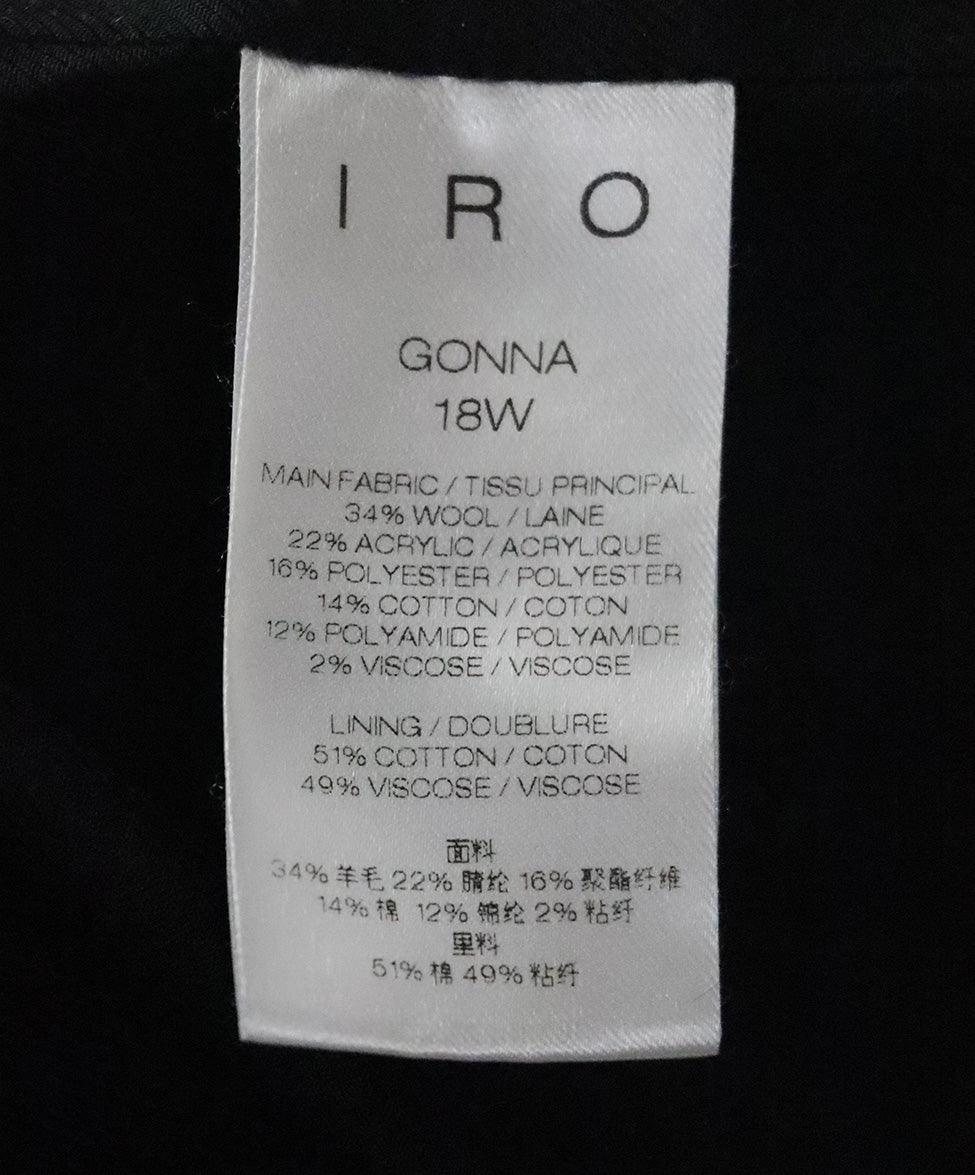 IRO
GONNA
18W
MAIN FABRIC / TISSU PRINCIPAL
34% WOOL / LAINE
22% ACRYLIC / ACRYLIQUE
16% POLYESTER / POLYESTER
14% COTTON / COTON
12% POLYAMIDE / POLYAMIDE
2% VISCOSE / VISCOSE
LINING / DOUBLURE
51% COTTON / COTON
49% VISCOSE / VISCOSE
面料
34% 羊毛 22% 腈纶 16% 聚酯纤维
14% 棉 12% 锦纶 2% 粘纤
里料
51% 棉 49% 粘纤